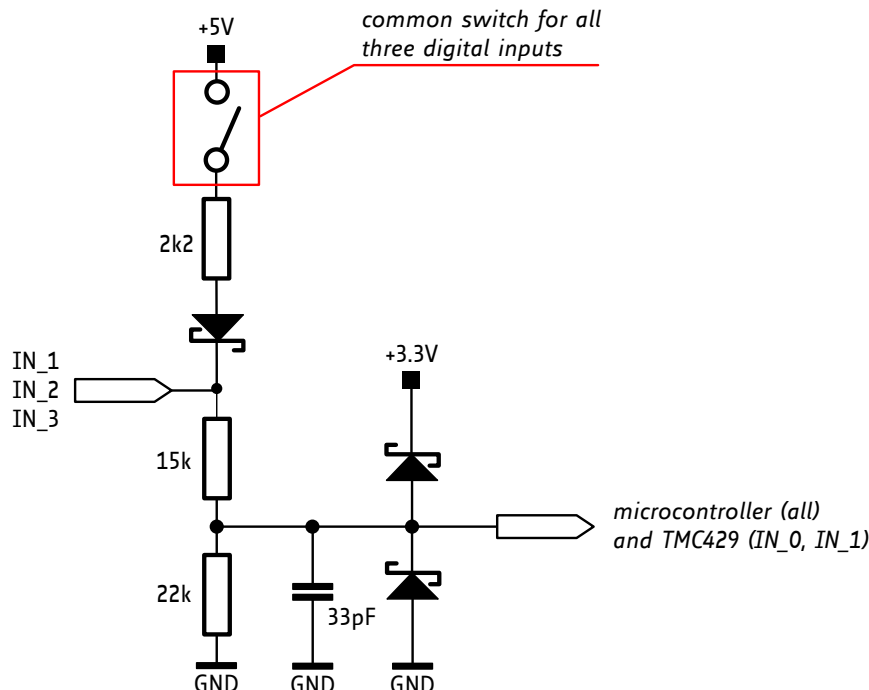 common switch for all
three digital inputs
+5V
2k2
IN_1
IN_2
IN_3
+3.3V
15k
microcontroller (all)
and TMC429 (IN_0, IN_1)
22k
33pF
GND
GND
GND